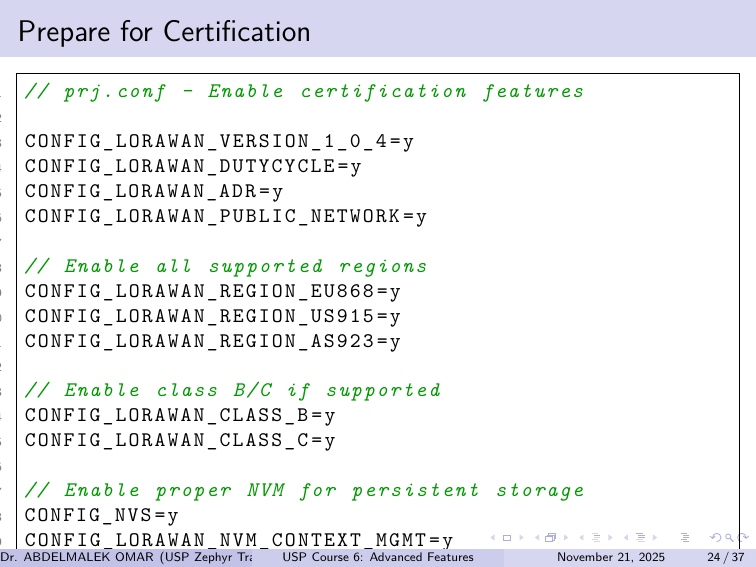 Prepare for Certification
// prj.conf - Enable certification features
CONFIG_LORAWAN_VERSION_1_0_4=y
CONFIG_LORAWAN_DUTYCYCLE=y
CONFIG_LORAWAN_ADR=y
CONFIG_LORAWAN_PUBLIC_NETWORK=y
// Enable all supported regions
CONFIG_LORAWAN_REGION_EU868=y
CONFIG_LORAWAN_REGION_US915=y
CONFIG_LORAWAN_REGION_AS923=y
// Enable class B/C if supported
CONFIG_LORAWAN_CLASS_B=y
CONFIG_LORAWAN_CLASS_C=y
// Enable proper NVM for persistent storage
CONFIG_NVS=y
CONFIG_LORAWAN_NVM_CONTEXT_MGMT=y
Dr. ABDELMALEK OMAR (USP Zephyr Tra USP Course 6: Advanced Features November 21, 2025 24 / 37